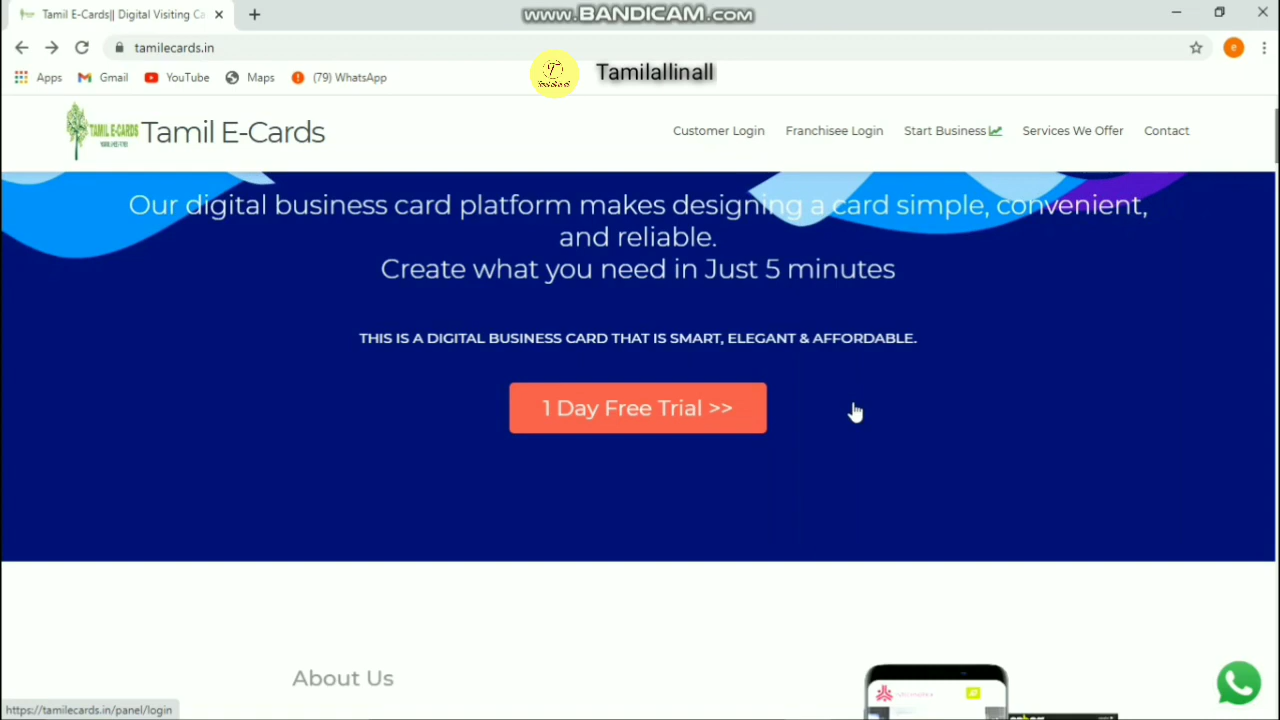 Tamil E-Cards|| Digital Visiting Ca
www.BANDICAM.com
tamilecards.in
e
Apps
Gmail
YouTube
Maps
(79) WhatsApp
Tamilallinall
TAMIL E-CARDS
Tamil E-Cards
Customer Login
Franchisee Login
Start Business
Services We Offer
Contact
Our digital business card platform makes designing a card simple, convenient,
and reliable.
Create what you need in Just 5 minutes
THIS IS A DIGITAL BUSINESS CARD THAT IS SMART, ELEGANT & AFFORDABLE.
1 Day Free Trial >>
About Us
https://tamilecards.in/panel/login